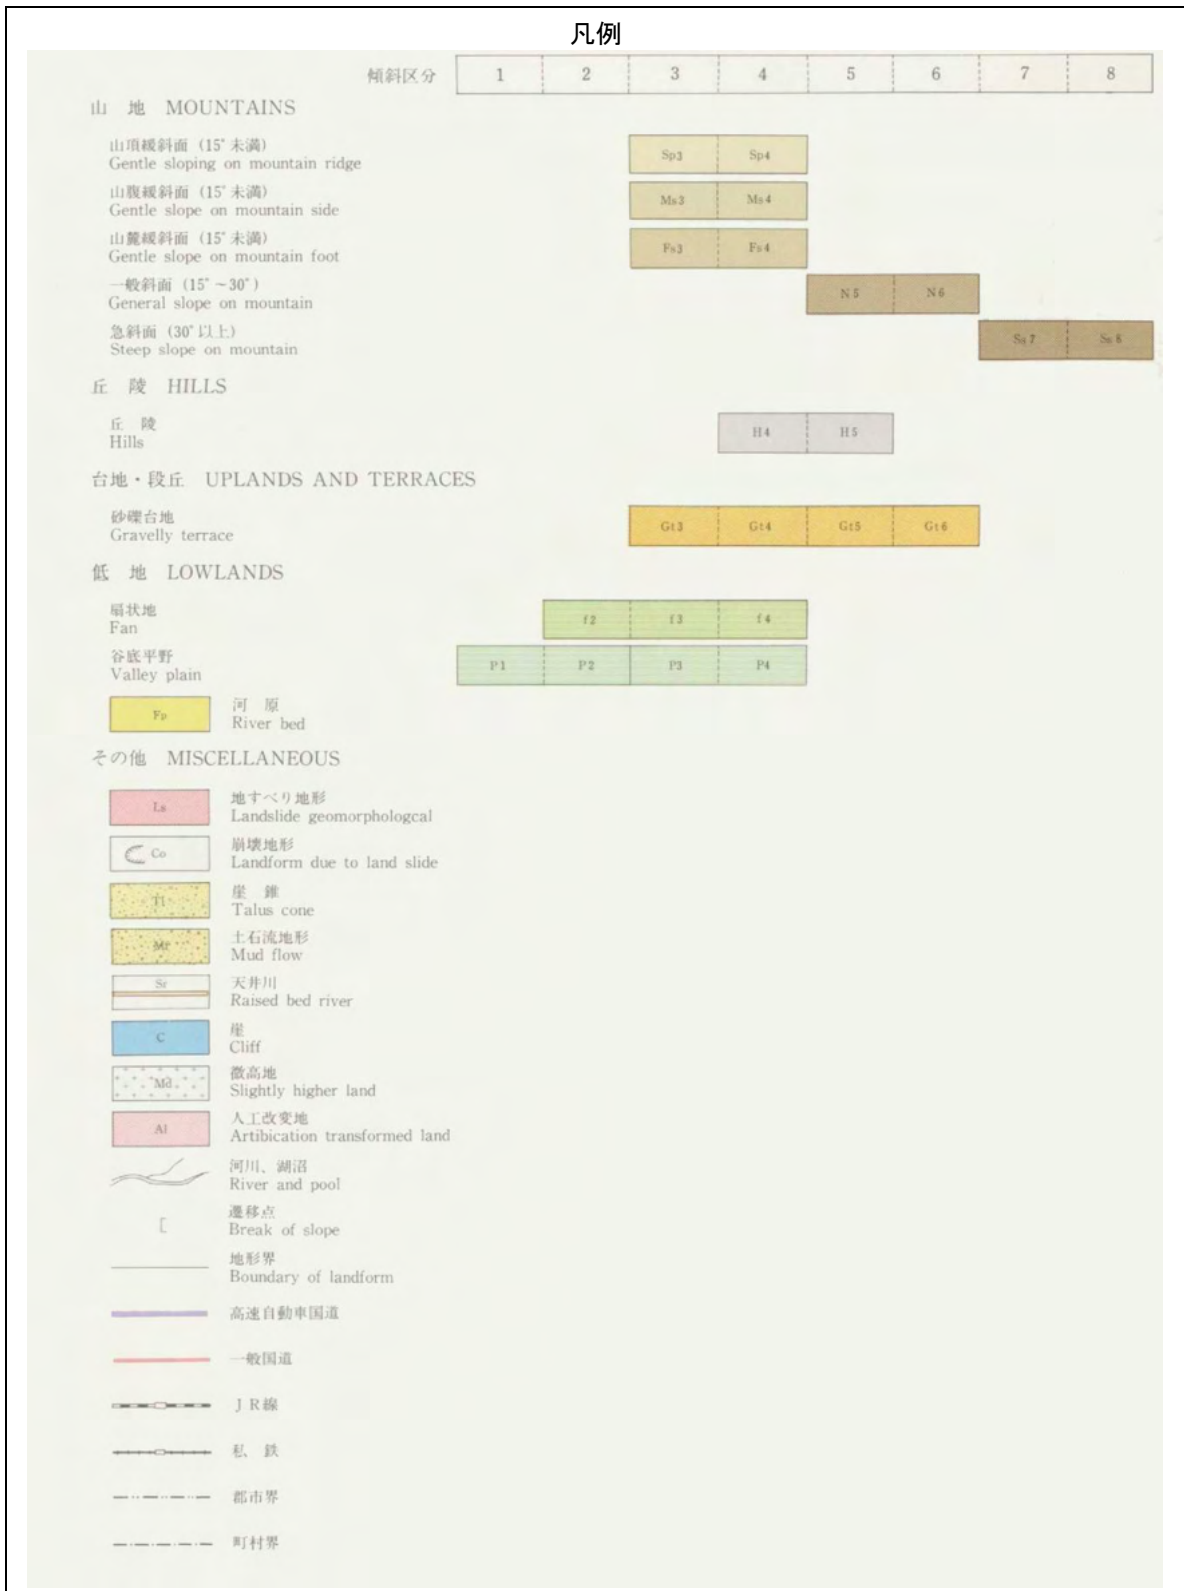 凡例
傾斜区分 1 2 3 4 5 6 7 8
山 地 MOUNTAINS
山頂緩斜面 (15°未満) Sp3 Sp4
Gentle sloping on mountain ridge
山腹緩斜面 (15°未満) Ms3 Ms4
Gentle slope on mountain side
山麓緩斜面 (15°未満) Fs3 Fs4
Gentle slope on mountain foot
一般斜面 (15°～30°) N5 N6
General slope on mountain
急斜面 (30°以上) Ss7 Ss8
Steep slope on mountain
丘 陵 HILLS
丘 陵 H4 H5
Hills
台地・段丘 UPLANDS AND TERRACES
砂礫台地 Gt3 Gt4 Gt5 Gt6
Gravelly terrace
低 地 LOWLANDS
扇状地 f2 f3 f4
Fan
谷底平野 P1 P2 P3 P4
Valley plain
Fp 河 原
River bed
その他 MISCELLANEOUS
Ls 地すべり地形
Landslide geomorphologcal
Co 崩壊地形
Landform due to land slide
Tl 崖 錐
Talus cone
Mf 土石流地形
Mud flow
Sr 天井川
Raised bed river
C 崖
Cliff
Md 微高地
Slightly higher land
Al 人工改変地
Artibication transformed land
河川、湖沼
River and pool
遷移点
Break of slope
地形界
Boundary of landform
高速自動車国道
一般国道
JR線
私 鉄
郡市界
町村界